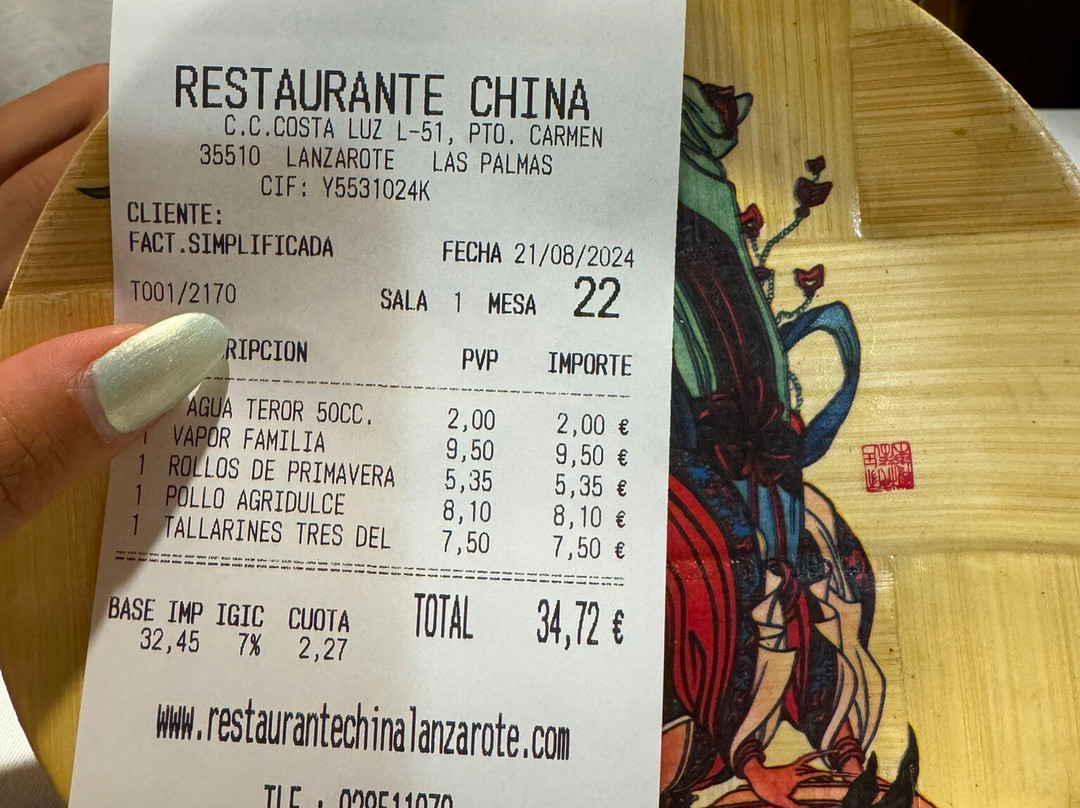 RESTAURANTE CHINA
C.C.COSTA LUZ L-51, PTO. CARMEN
35510 LANZAROTE LAS PALMAS
CIF: Y5531024K
CLIENTE:
FACT.SIMPLIFICADA FECHA 21/08/2024
T001/2170 SALA 1 MESA 22
PVP IMPORTE
AGUA TEROR 50CC. 2,00 2,00 €
1 VAPOR FAMILIA 9,50 9,50 €
1 ROLLOS DE PRIMAVERA 5,35 5,35 €
1 POLLO AGRIDULCE 8,10 8,10 €
1 TALLARINES TRES DEL 7,50 7,50 €
BASE IMP IGIC CUOTA TOTAL 34,72 €
32,45 7% 2,27
www.restaurantechinalanzarote.com